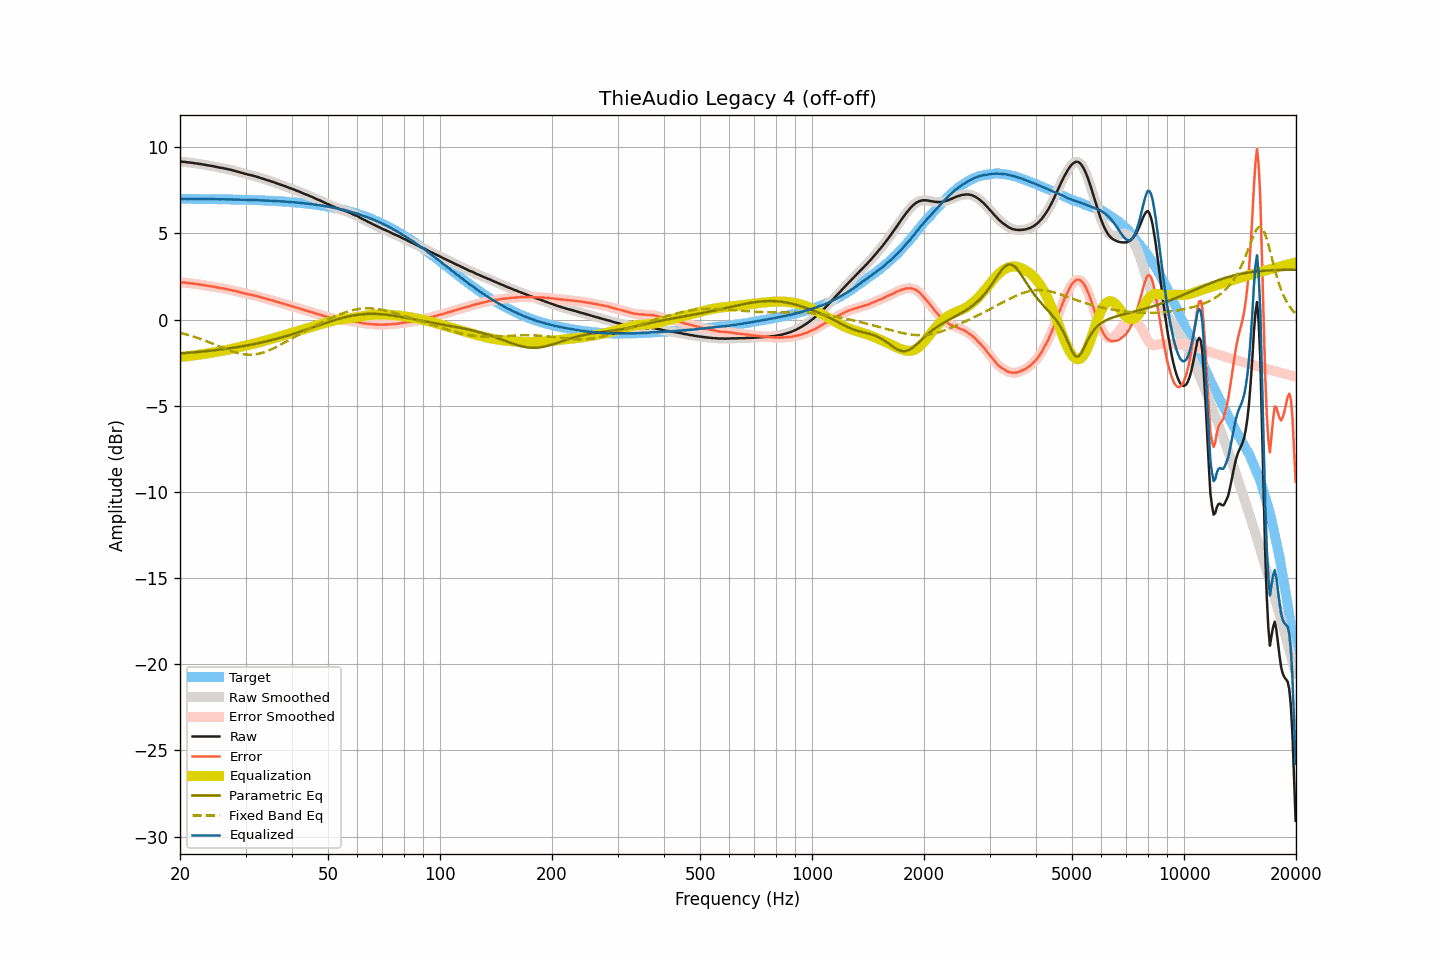 ThieAudio Legacy 4 (off-off)
10
5
0
−5
−10
−15
−20
−25
−30
Amplitude (dBr)
Target
Raw Smoothed
Error Smoothed
Raw
Error
Equalization
Parametric Eq
Fixed Band Eq
Equalized
20 50 100 200 500 1000 2000 5000 10000 20000
Frequency (Hz)